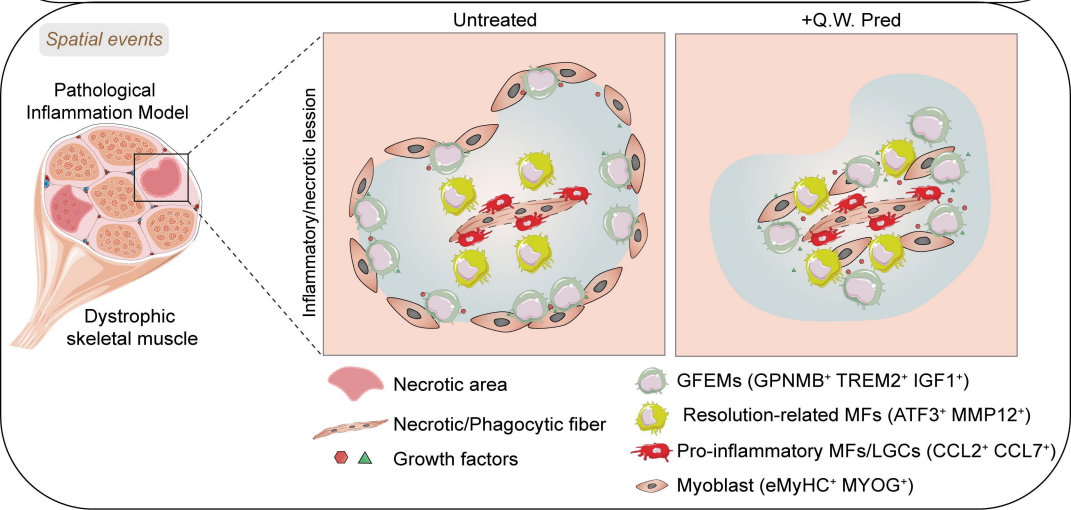 Spatial events
Pathological
Inflammation Model
Dystrophic
skeletal muscle
Untreated
+Q.W. Pred
Inflammatory/necrotic lession
Necrotic area
Necrotic/Phagocytic fiber
Growth factors
GFEMs (GPNMB⁺ TREM2⁺ IGF1⁺)
Resolution-related MFs (ATF3⁺ MMP12⁺)
Pro-inflammatory MFs/LGCs (CCL2⁺ CCL7⁺)
Myoblast (eMyHC⁺ MYOG⁺)